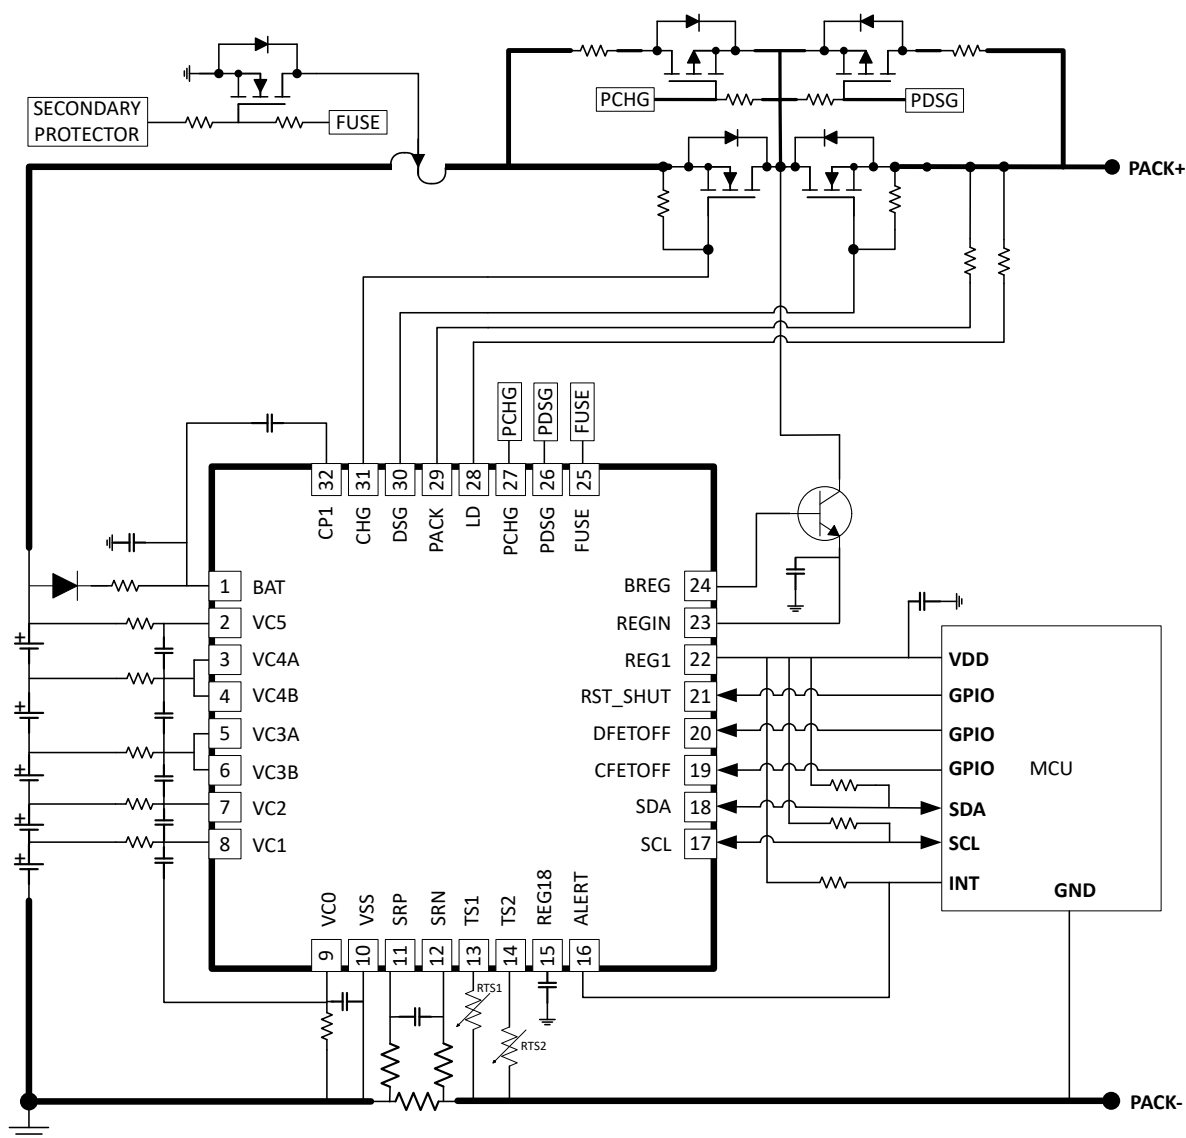 PCHG
PDSG
SECONDARY
PROTECTOR
FUSE
PACK+
PCHG
PDSG
FUSE
32
31
30
29
28
27
26
25
CP1
CHG
DSG
PACK
LD
PCHG
PDSG
FUSE
1 BAT
2 VC5
3 VC4A
4 VC4B
5 VC3A
6 VC3B
7 VC2
8 VC1
BREG 24
REGIN 23
REG1 22
RST_SHUT 21
DFETOFF 20
CFETOFF 19
SDA 18
SCL 17
VDD
GPIO
GPIO
GPIO
MCU
SDA
SCL
INT
GND
VC0
VSS
SRP
SRN
TS1
TS2
REG18
ALERT
9
10
11
12
13
14
15
16
RTS1
RTS2
PACK-